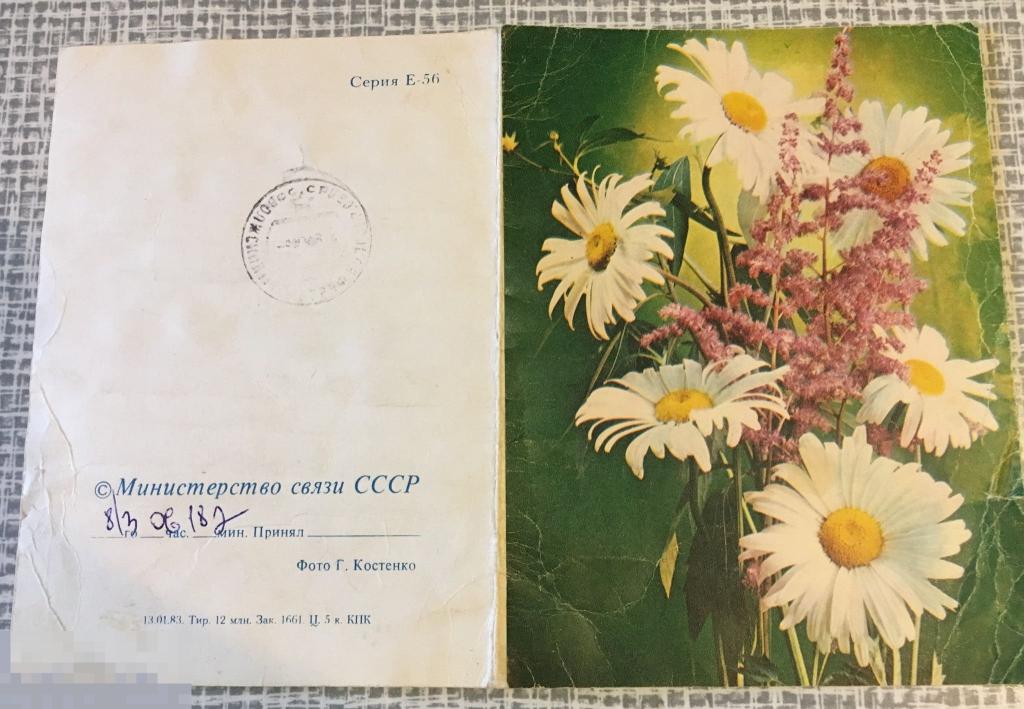 Серия Е-56
© Министерство связи СССР
8/3
го час. мин. Принял
Фото Г. Костенко
13.01.83. Тир. 12 млн. Зак. 1661. Ц. 5 к. КПК